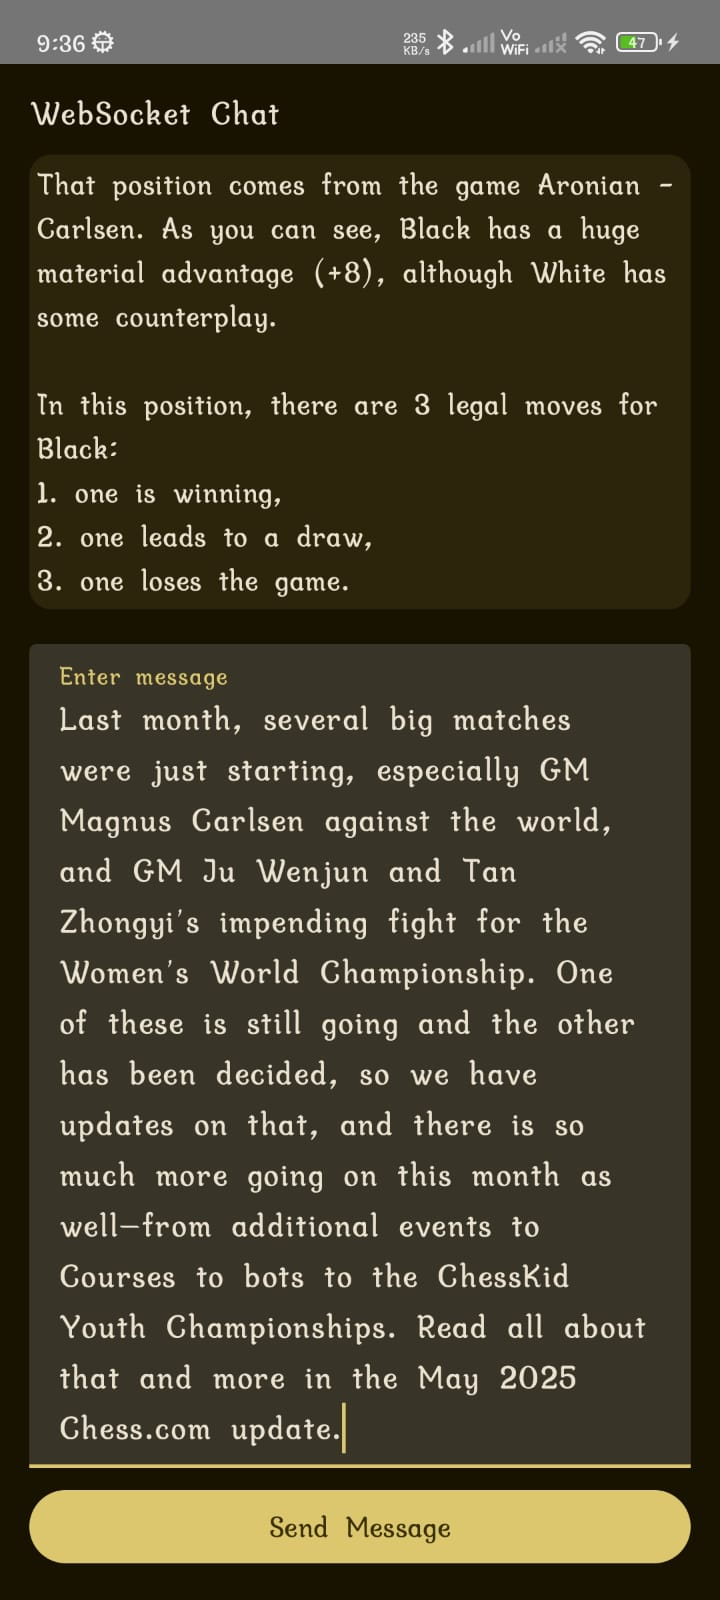 9:36
235
KB/s
Vo
WiFi
47
WebSocket Chat
That position comes from the game Aronian -
Carlsen. As you can see, Black has a huge
material advantage (+8), although White has
some counterplay.
In this position, there are 3 legal moves for
Black:
1. one is winning,
2. one leads to a draw,
3. one loses the game.
Enter message
Last month, several big matches
were just starting, especially GM
Magnus Carlsen against the world,
and GM Ju Wenjun and Tan
Zhongyi's impending fight for the
Women's World Championship. One
of these is still going and the other
has been decided, so we have
updates on that, and there is so
much more going on this month as
well—from additional events to
Courses to bots to the ChessKid
Youth Championships. Read all about
that and more in the May 2025
Chess.com update.
Send Message